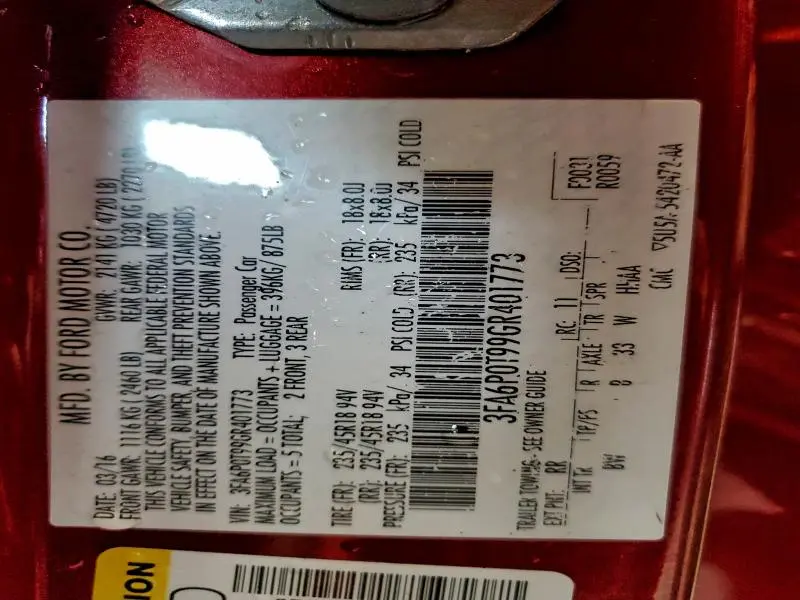 MFD. BY FORD MOTOR CO.
DATE: 03/16 GVWR: 2141 KG ( 4720 LB)
FRONT GAWR: 1116 KG ( 2460 LB) REAR GAWR: 1030 KG ( 2270 LB)
THIS VEHICLE CONFORMS TO ALL APPLICABLE FEDERAL MOTOR
VEHICLE SAFETY, BUMPER, AND THEFT PREVENTION STANDARDS
IN EFFECT ON THE DATE OF MANUFACTURE SHOWN ABOVE.
VIN: 3FA6P0T99GR401773 TYPE: Passenger Car
MAXIMUM LOAD = OCCUPANTS + LUGGAGE = 396KG/ 875LB
OCCUPANTS = 5 TOTAL; 2 FRONT, 3 REAR
TIRE (FR): 235/45R18 94V RIMS (FR): 18x8.0J
(RR): 235/45R18 94V (RR): 18x8.0J
PRESSURE (FR): 235 kPa/ 34 PSI COLD (RR): 235 kPa/ 34 PSI COLD
3FA6P0T99GR401773
TRAILER TOWING - SEE OWNER GUIDE
EXT PNT: RR RC: 11 DSO: F3031
R0059
INT TR TP/PS R AXLE TR SPR
BW B 33 W
CMC 5U5A-5420472-AA
ION